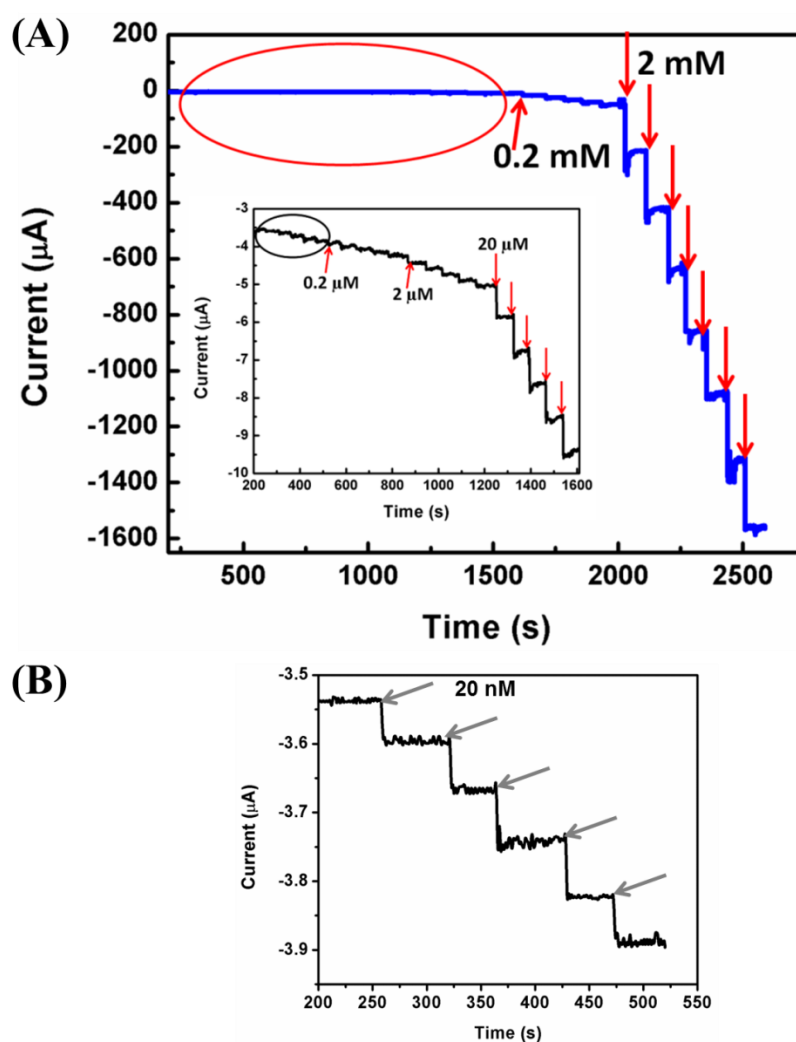 (A)
200
0
-200
-400
-600
-800
-1000
-1200
-1400
-1600
Current (µA)
2 mM
0.2 mM
-3
-4
-5
-6
-7
-8
-9
-10
Current (µA)
0.2 µM
2 µM
20 µM
200 400 600 800 1000 1200 1400 1600
Time (s)
500 1000 1500 2000 2500
Time (s)
(B)
-3.5
-3.6
-3.7
-3.8
-3.9
Current (µA)
20 nM
200 250 300 350 400 450 500 550
Time (s)